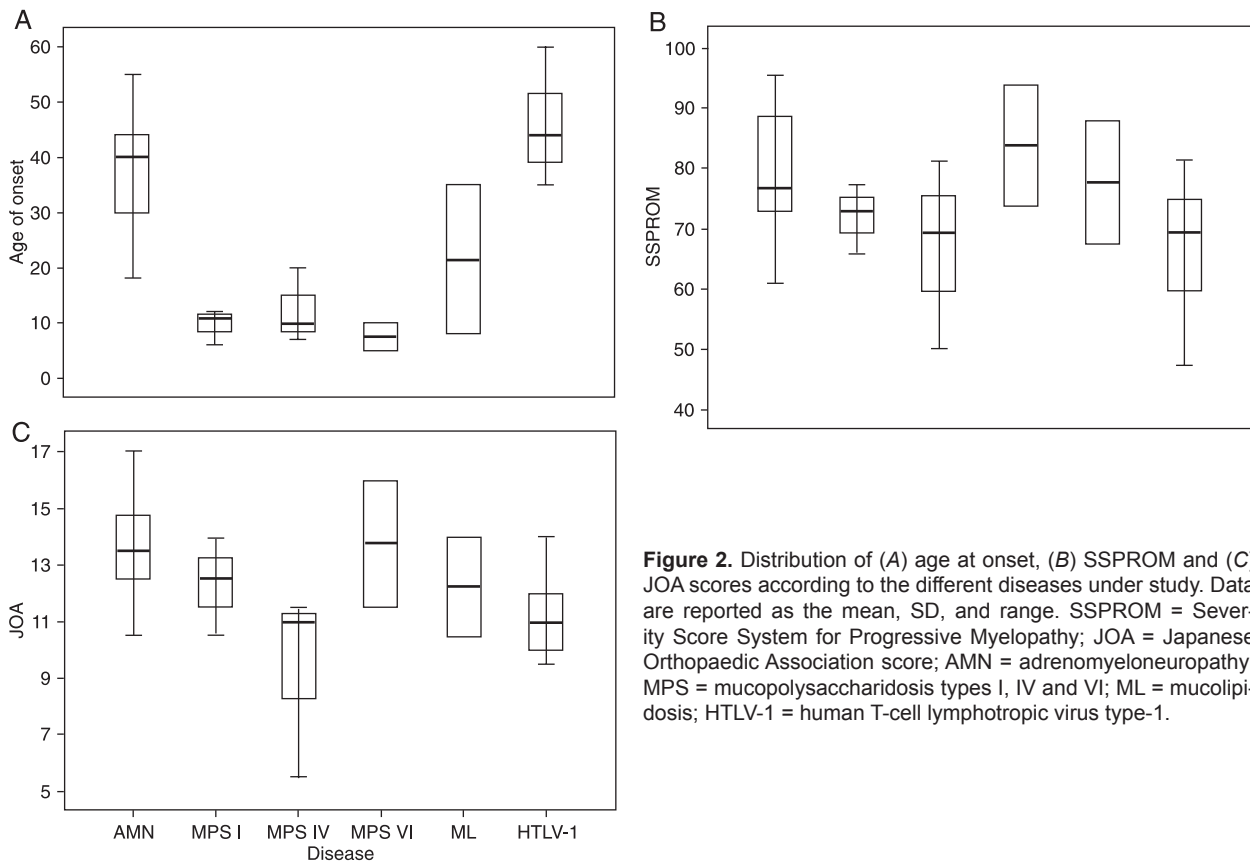 A
Age of onset
60
50
40
30
20
10
0
B
SSPROM
100
90
80
70
60
50
40
C
JOA
17
15
13
11
9
7
5
AMN MPS I MPS IV MPS VI ML HTLV-1
Disease
Figure 2. Distribution of (A) age at onset, (B) SSPROM and (C)
JOA scores according to the different diseases under study. Data
are reported as the mean, SD, and range. SSPROM = Sever-
ity Score System for Progressive Myelopathy; JOA = Japanese
Orthopaedic Association score; AMN = adrenomyeloneuropathy
MPS = mucopolysaccharidosis types I, IV and VI; ML = mucolipi-
dosis; HTLV-1 = human T-cell lymphotropic virus type-1.